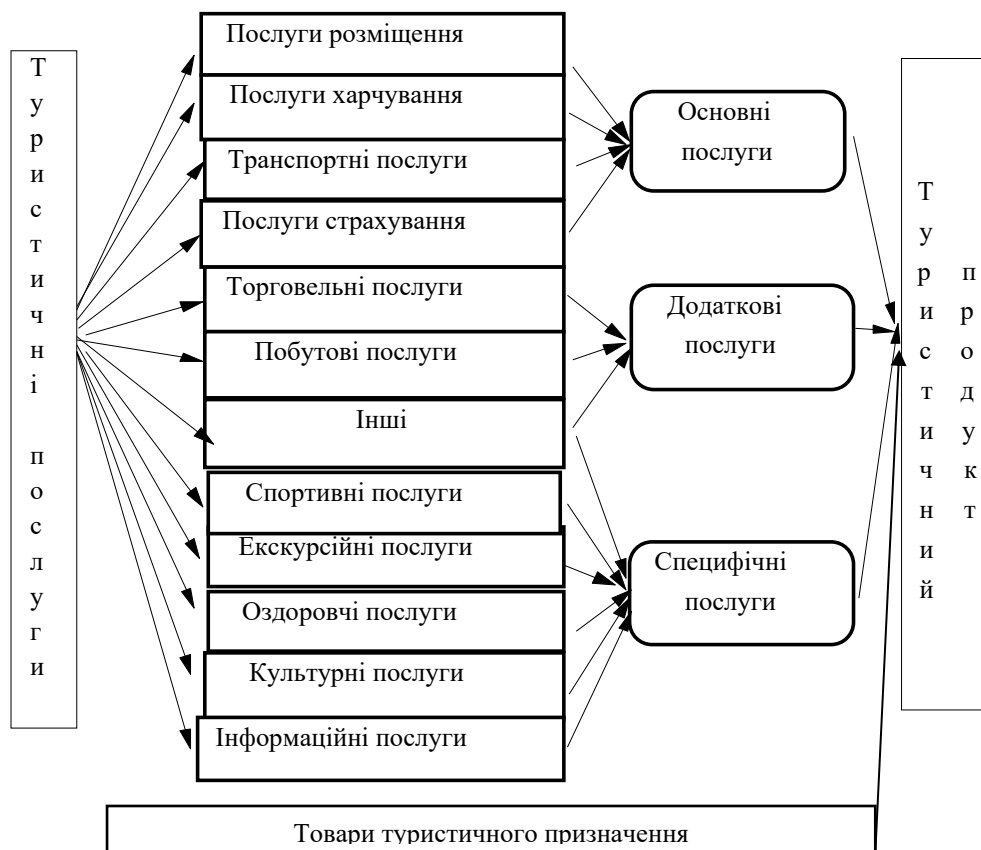 Туристичні послуги
Послуги розміщення
Послуги харчування
Транспортні послуги
Послуги страхування
Торговельні послуги
Побутові послуги
Інші
Спортивні послуги
Екскурсійні послуги
Оздоровчі послуги
Культурні послуги
Інформаційні послуги
Основні
послуги
Додаткові
послуги
Специфічні
послуги
Туристичний
продукт
Товари туристичного призначення